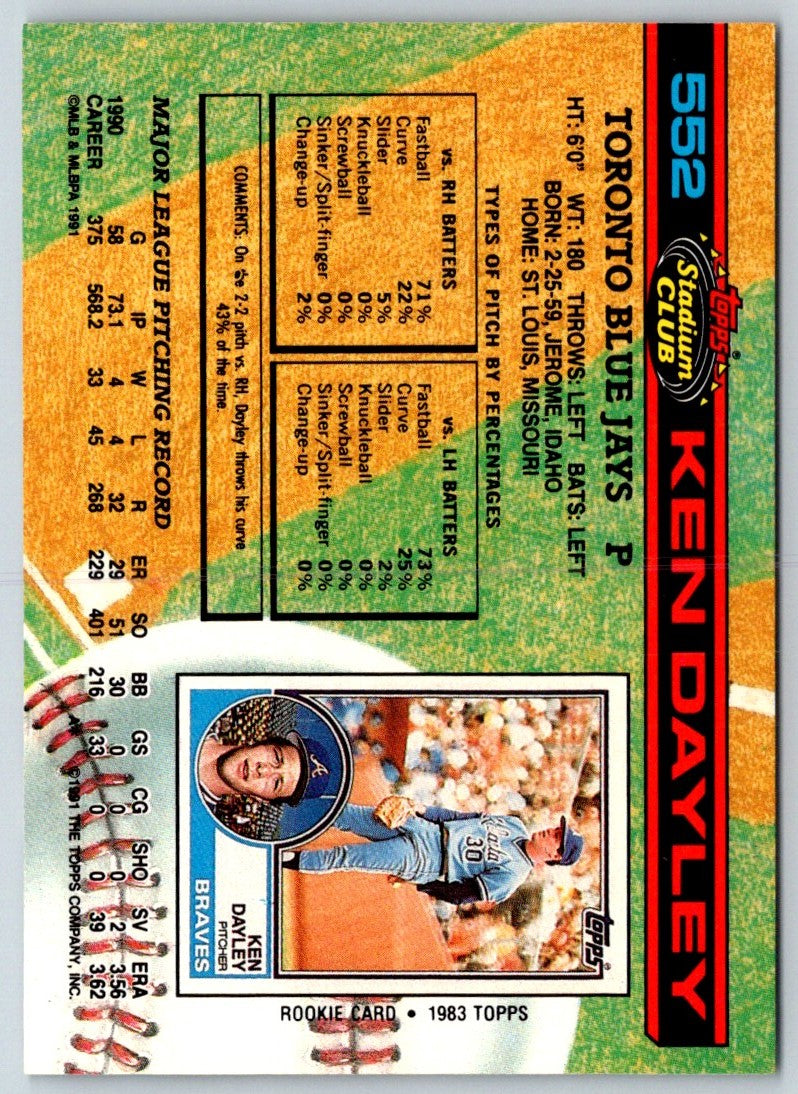 552 TOPPS® Stadium CLUB KEN DAYLEY
TORONTO BLUE JAYS P
HT: 6'0" WT: 180 THROWS: LEFT BATS: LEFT
BORN: 2-25-59, JEROME, IDAHO
HOME: ST. LOUIS, MISSOURI
TYPES OF PITCH BY PERCENTAGES
vs. RH BATTERS
Fastball 71%
Curve 22%
Slider 5%
Knuckleball 0%
Screwball 0%
Sinker/Split-finger 0%
Change-up 2%
vs. LH BATTERS
Fastball 73%
Curve 25%
Slider 2%
Knuckleball 0%
Screwball 0%
Sinker/Split-finger 0%
Change-up 0%
COMMENTS: On the 2-2 pitch vs. RH, Dayley throws his curve
43% of the time.
TOPPS®
30
A
KEN
DAYLEY
PITCHER
BRAVES
ROOKIE CARD • 1983 TOPPS
MAJOR LEAGUE PITCHING RECORD
G IP W L R ER SO BB GS CG SHO SV ERA
1990 58 73.1 4 4 32 29 51 30 0 0 0 2 3.56
CAREER 375 568.2 33 45 268 229 401 216 33 0 0 39 3.62
©MLB & MLBPA 1991 ©1991 THE TOPPS COMPANY, INC.